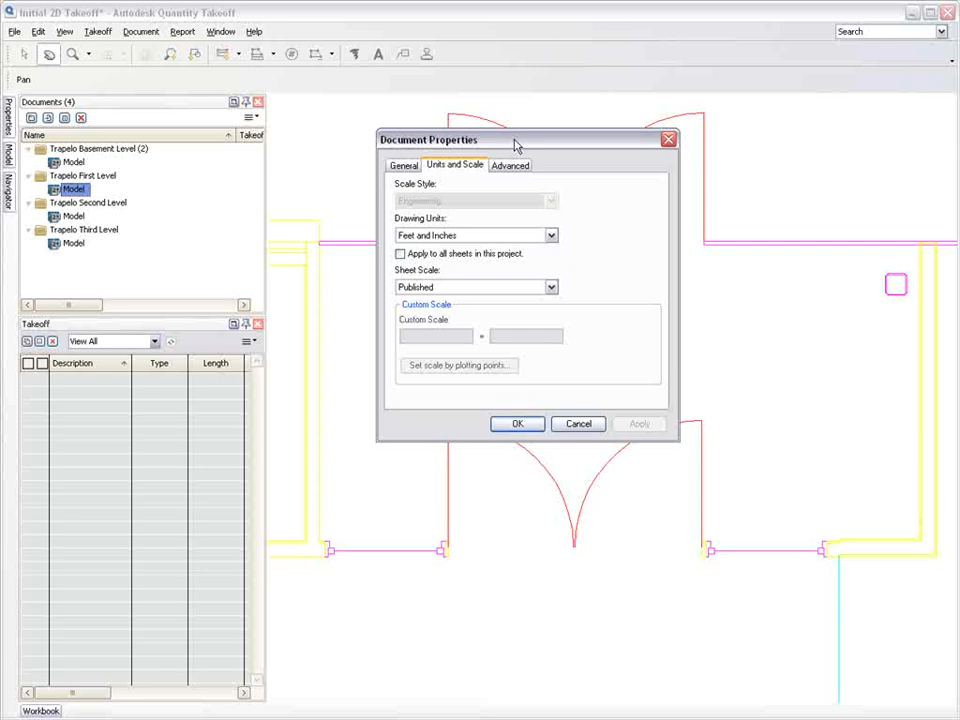 Initial 2D Takeoff* - Autodesk Quantity Takeoff
File Edit View Takeoff Document Report Window Help
Search
Pan
Properties
Model
Navigator
Documents (4)
Name Takeof
Trapelo Basement Level (2)
Model
Trapelo First Level
Model
Trapelo Second Level
Model
Trapelo Third Level
Model
Takeoff
View All
Description Type Length
Workbook
Document Properties
General Units and Scale Advanced
Scale Style:
Engineering
Drawing Units:
Feet and Inches
Apply to all sheets in this project.
Sheet Scale:
Published
Custom Scale
Custom Scale:
=
Set scale by plotting points...
OK Cancel Apply